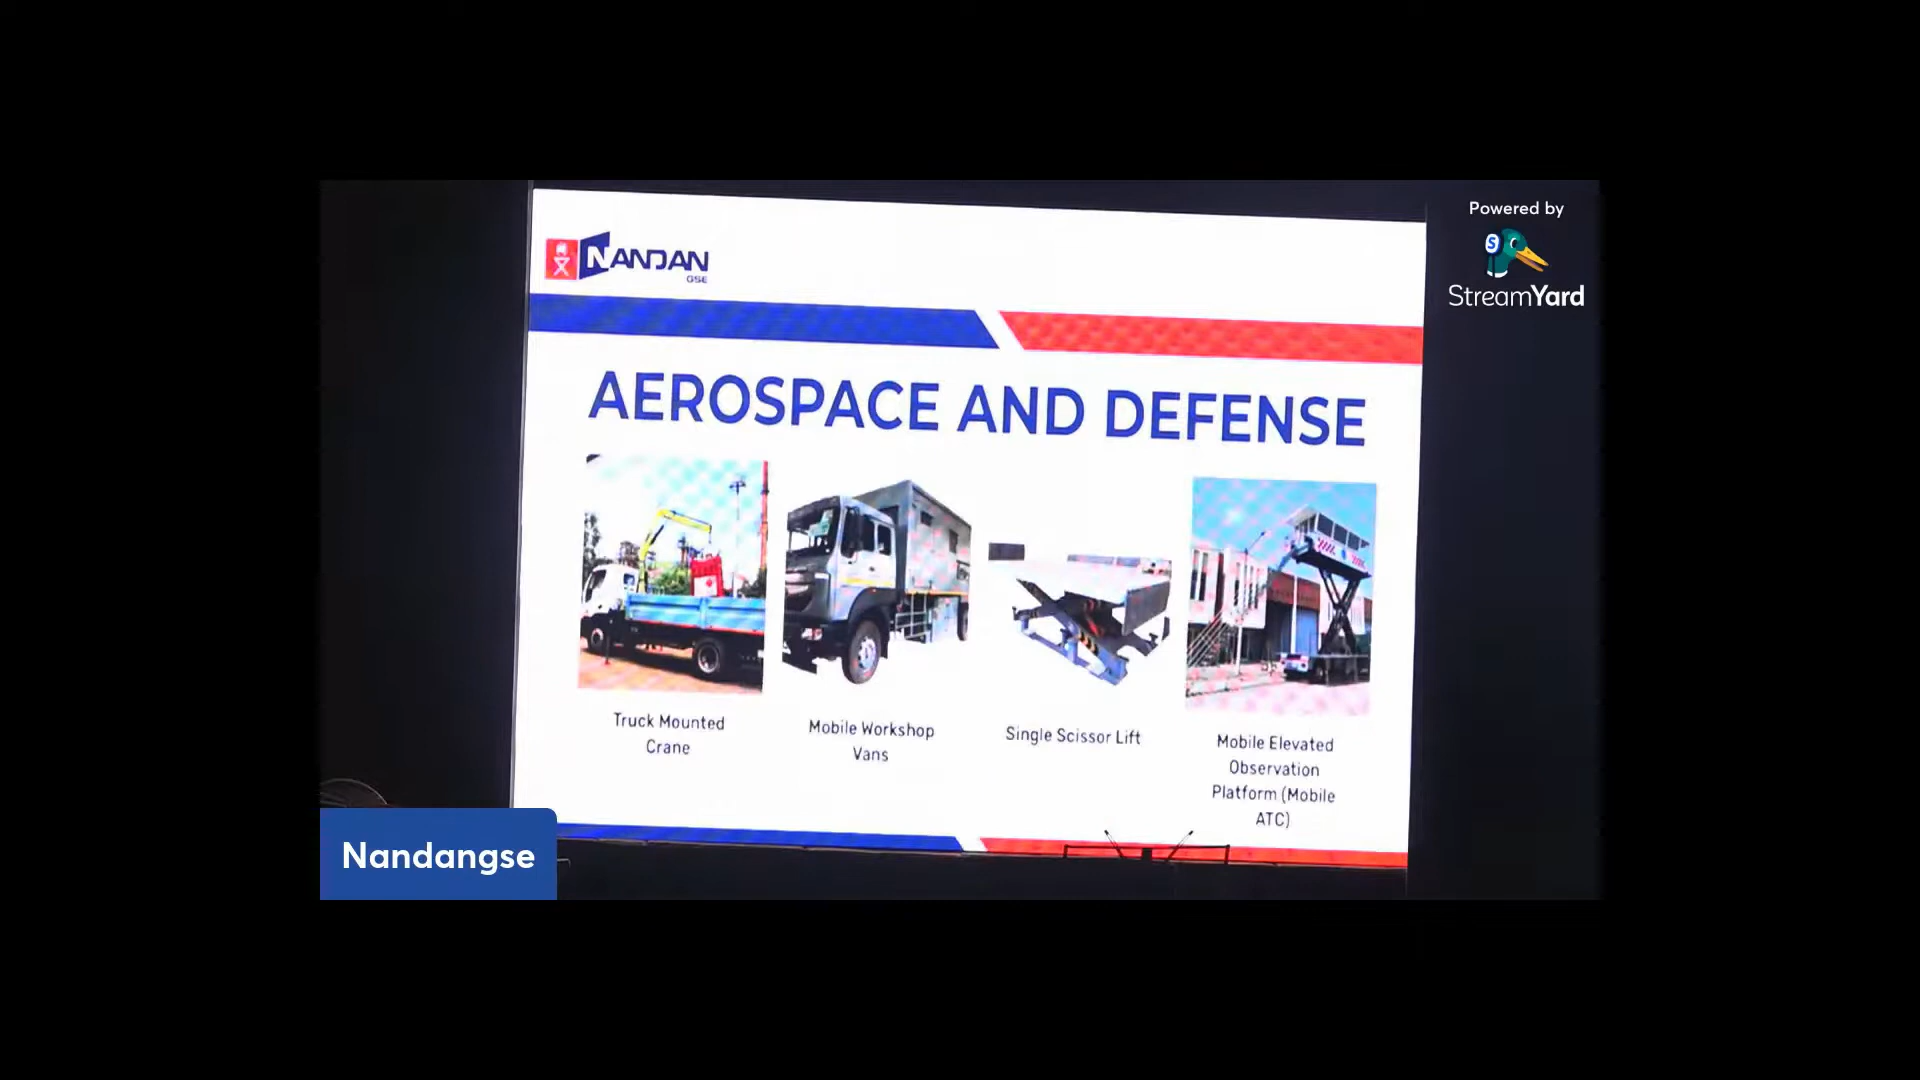 Powered by
StreamYard
NANDAN
GSE
AEROSPACE AND DEFENSE
Truck Mounted
Crane
Mobile Workshop
Vans
Single Scissor Lift
Mobile Elevated
Observation
Platform (Mobile
ATC)
Nandangse